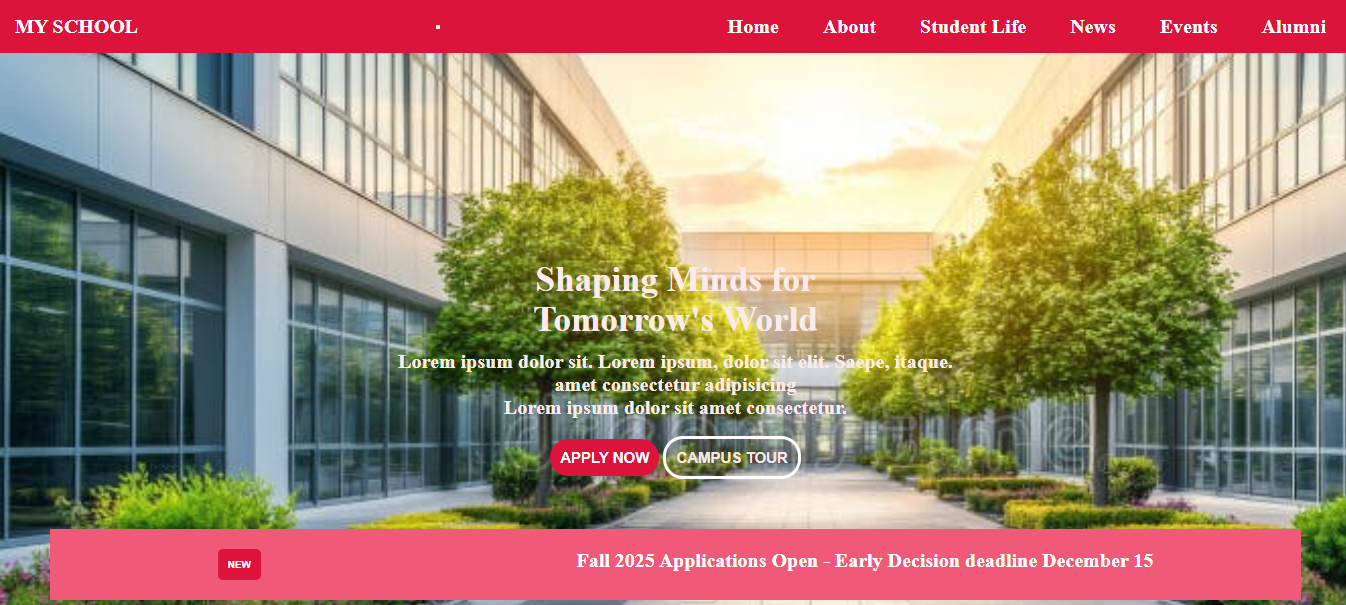 MY SCHOOL
Home About Student Life News Events Alumni
Shaping Minds for
Tomorrow's World
Lorem ipsum dolor sit. Lorem ipsum, dolor sit elit. Saepe, itaque.
amet consectetur adipisicing
Lorem ipsum dolor sit amet consectetur.
APPLY NOW CAMPUS TOUR
NEW Fall 2025 Applications Open - Early Decision deadline December 15